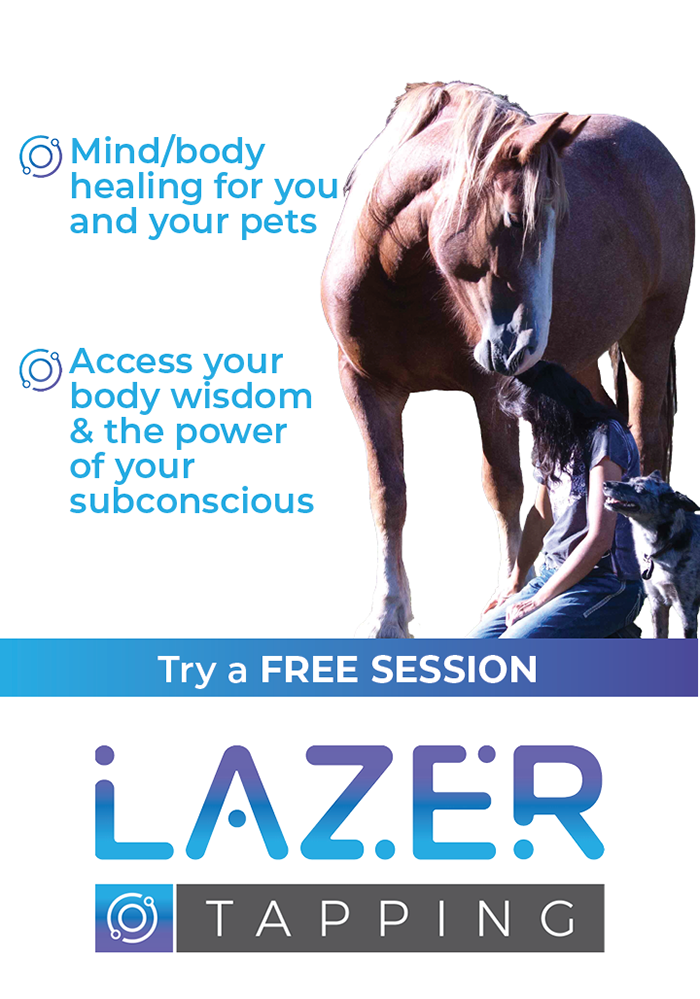 Mind/body
healing for you
and your pets
Access your
body wisdom
& the power
of your
subconscious
Try a FREE SESSION
LAZER
TAPPING